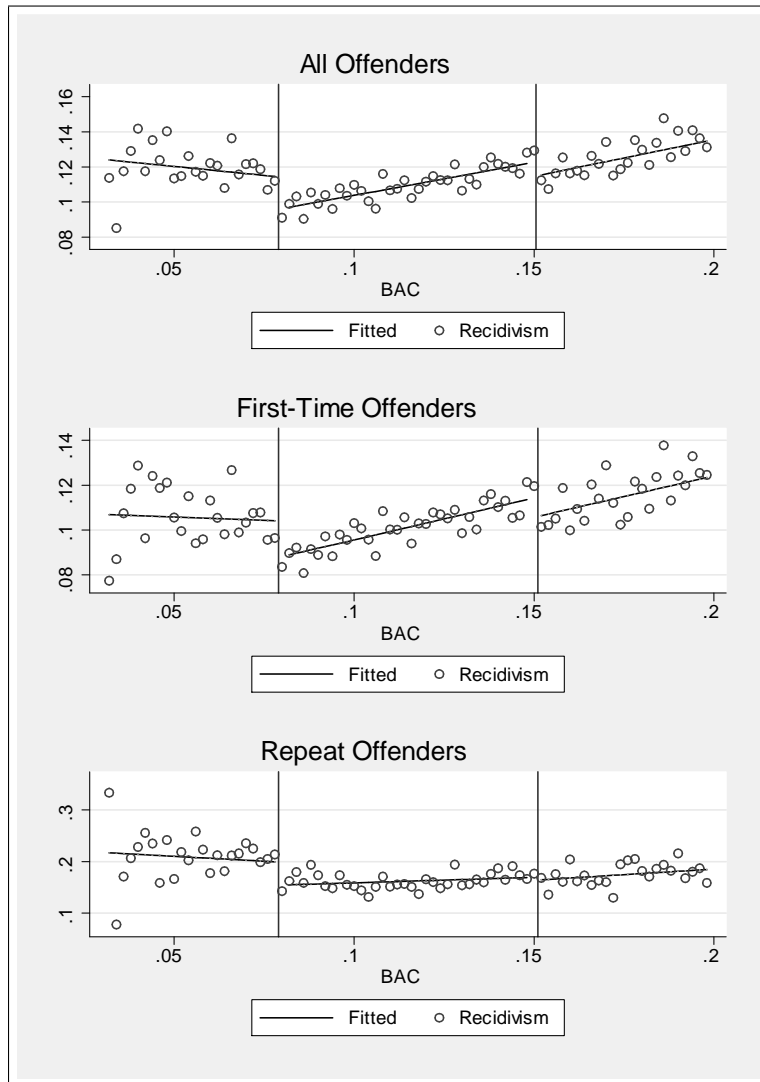 All Offenders
.16
.14
.12
.1
.08
.05 .1 .15 .2
BAC
Fitted Recidivism
First-Time Offenders
.14
.12
.1
.08
.05 .1 .15 .2
BAC
Fitted Recidivism
Repeat Offenders
.3
.2
.1
.05 .1 .15 .2
BAC
Fitted Recidivism